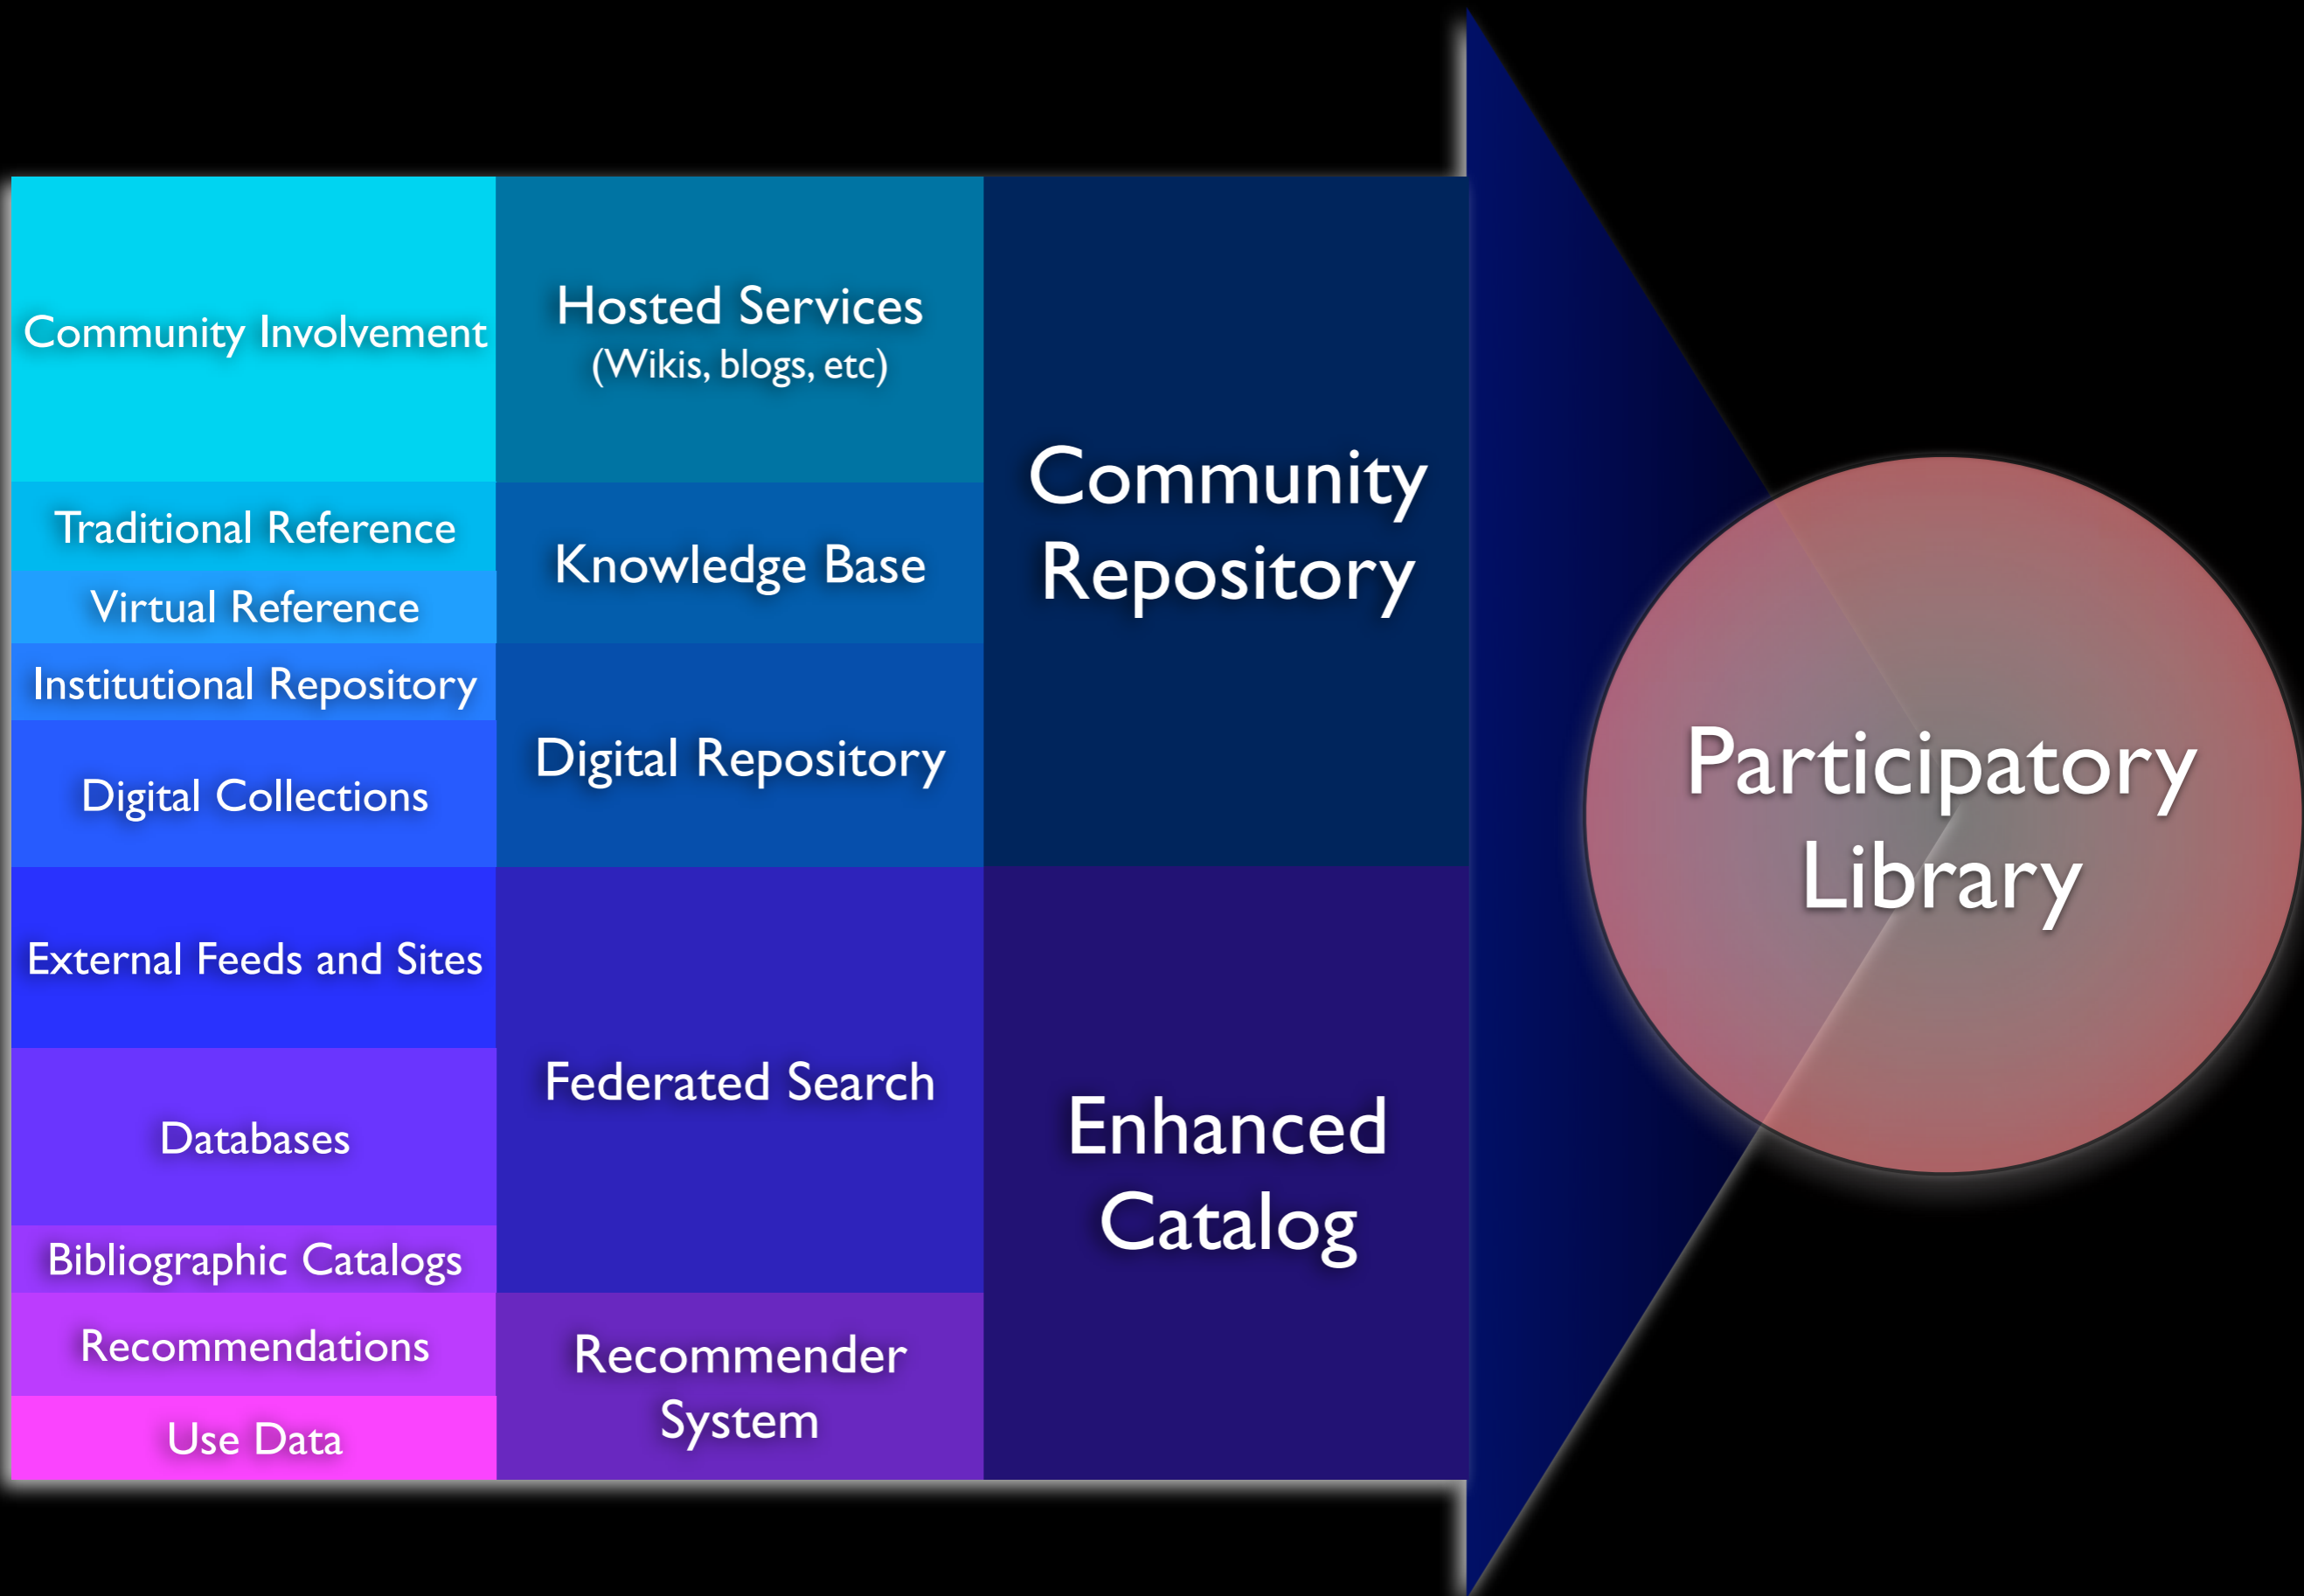 Community Involvement
Traditional Reference
Virtual Reference
Institutional Repository
Digital Collections
External Feeds and Sites
Databases
Bibliographic Catalogs
Recommendations
Use Data
Hosted Services
(Wikis, blogs, etc)
Knowledge Base
Digital Repository
Federated Search
Recommender
System
Community
Repository
Enhanced
Catalog
Participatory
Library